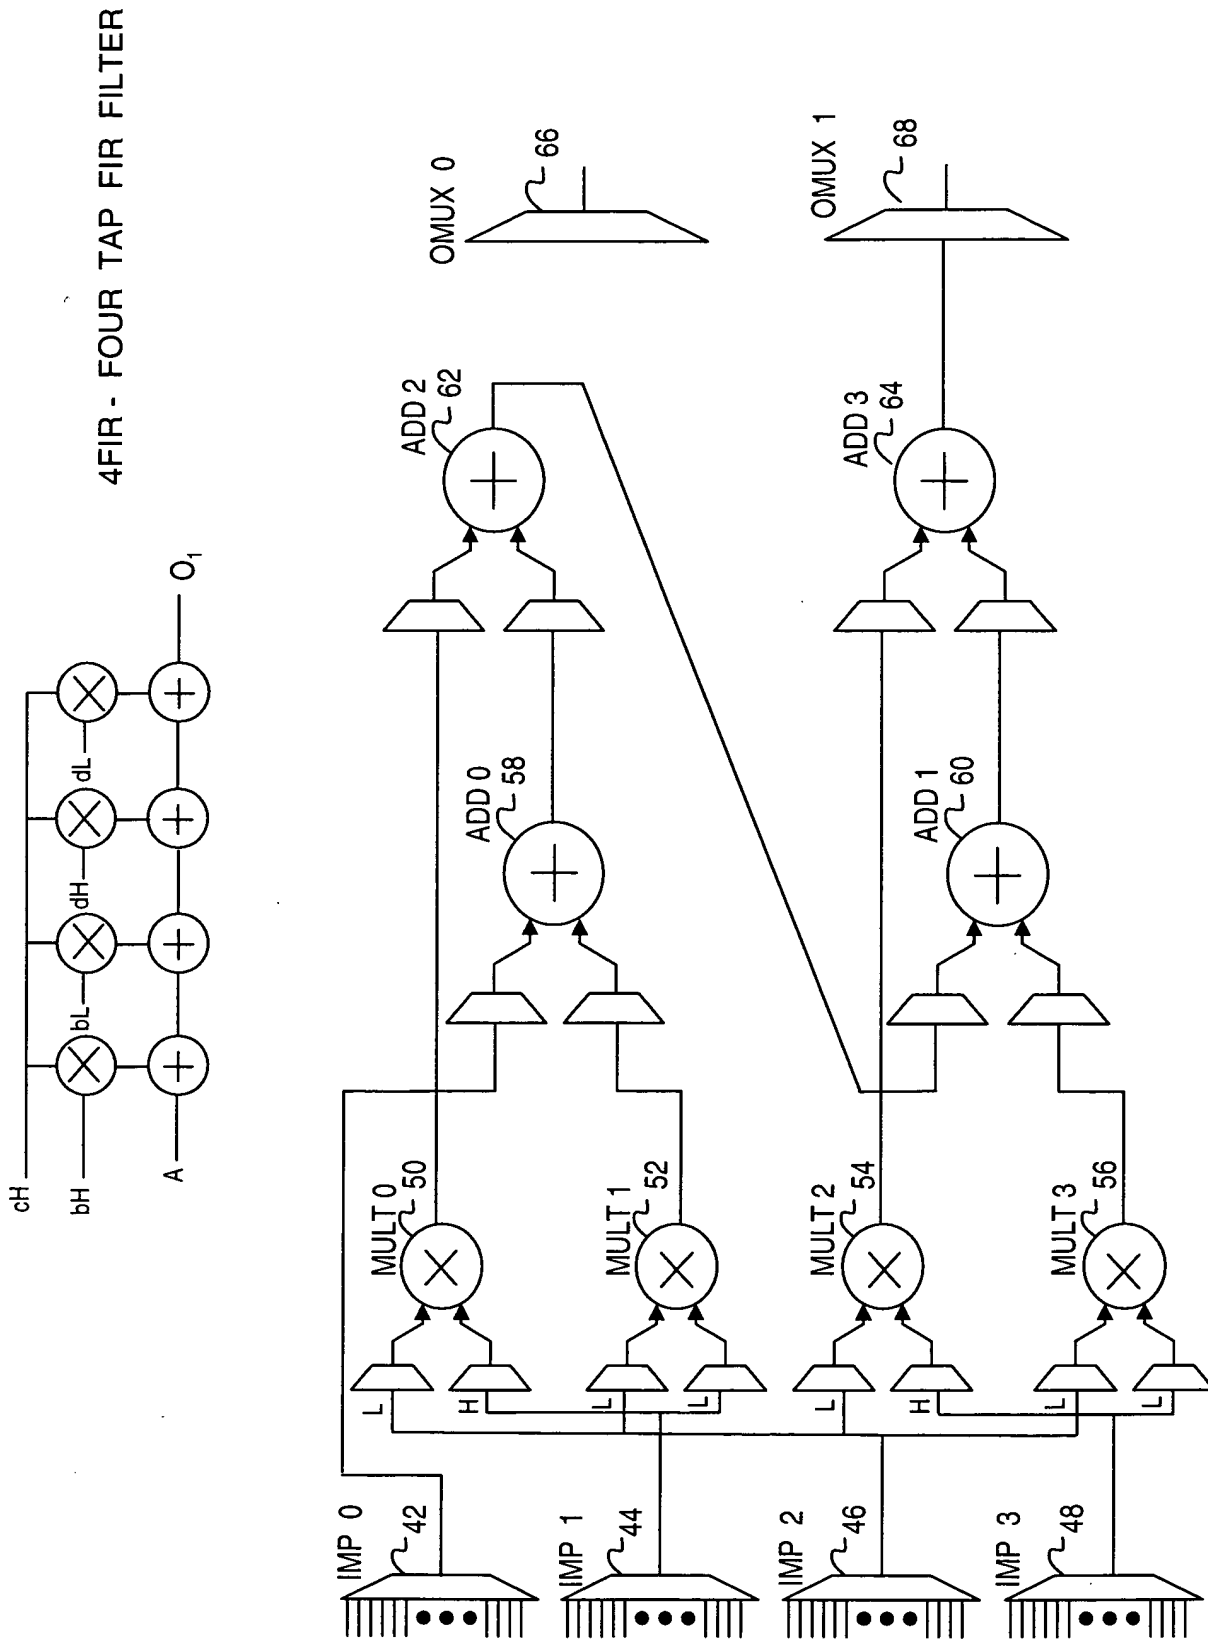 4FIR - FOUR TAP FIR FILTER
cH
bH
bL
dH
dL
A
O1
IMP 0
42
IMP 1
44
IMP 2
46
IMP 3
48
L
H
L
L
L
H
L
L
MULT 0
50
MULT 1
52
MULT 2
54
MULT 3
56
ADD 0
58
ADD 1
60
ADD 2
62
ADD 3
64
OMUX 0
66
OMUX 1
68